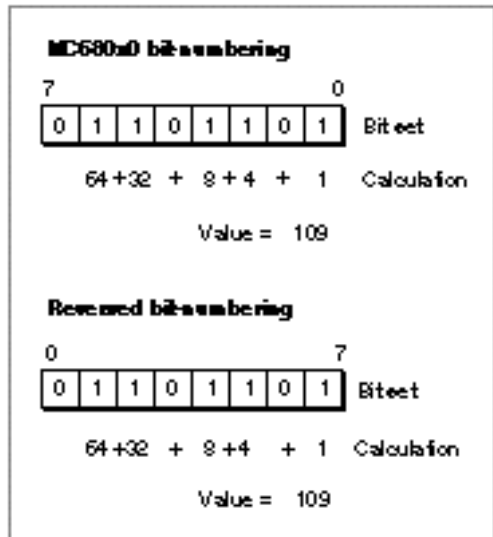 MC680x0 bit-numbering
7 0
0 1 1 0 1 1 0 1 Bit set
64+32 + 8+4 + 1 Calculation
Value = 109
Reversed bit-numbering
0 7
0 1 1 0 1 1 0 1 Bit set
64+32 + 8+4 + 1 Calculation
Value = 109